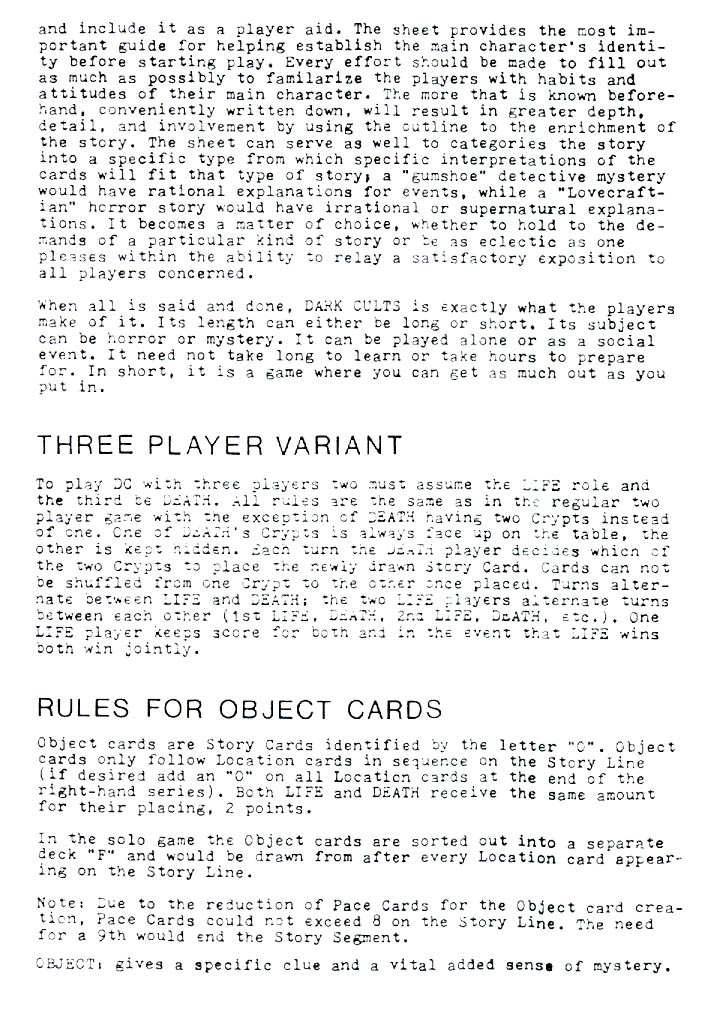 and include it as a player aid. The sheet provides the most im-
portant guide for helping establish the main character's identi-
ty before starting play. Every effort should be made to fill out
as much as possibly to familarize the players with habits and
attitudes of their main character. The more that is known before-
hand, conveniently written down, will result in greater depth,
detail, and involvement by using the outline to the enrichment of
the story. The sheet can serve as well to categories the story
into a specific type from which specific interpretations of the
cards will fit that type of story; a "gumshoe" detective mystery
would have rational explanations for events, while a "Lovecraft-
ian" horror story would have irrational or supernatural explana-
tions. It becomes a matter of choice, whether to hold to the de-
mands of a particular kind of story or be as eclectic as one
pleases within the ability to relay a satisfactory exposition to
all players concerned.

When all is said and done, DARK CULTS is exactly what the players
make of it. Its length can either be long or short. Its subject
can be horror or mystery. It can be played alone or as a social
event. It need not take long to learn or take hours to prepare
for. In short, it is a game where you can get as much out as you
put in.

THREE PLAYER VARIANT

To play DC with three players two must assume the LIFE role and
the third be DEATH. All rules are the same as in the regular two
player game with the exception of DEATH having two Crypts instead
of one. One of DEATH's Crypts is always face up on the table, the
other is kept hidden. Each turn the DEATH player decides which of
the two Crypts to place the newly drawn Story Card. Cards can not
be shuffled from one Crypt to the other once placed. Turns alter-
nate between LIFE and DEATH; the two LIFE players alternate turns
between each other (1st LIFE, DEATH, 2nd LIFE, DEATH, etc.). One
LIFE player keeps score for both and in the event that LIFE wins
both win jointly.

RULES FOR OBJECT CARDS

Object cards are Story Cards identified by the letter "O". Object
cards only follow Location cards in sequence on the Story Line
(if desired add an "O" on all Location cards at the end of the
right-hand series). Both LIFE and DEATH receive the same amount
for their placing, 2 points.

In the solo game the Object cards are sorted out into a separate
deck "F" and would be drawn from after every Location card appear-
ing on the Story Line.

Note: Due to the reduction of Pace Cards for the Object card crea-
tion, Pace Cards could not exceed 8 on the Story Line. The need
for a 9th would end the Story Segment.

OBJECT: gives a specific clue and a vital added sense of mystery.